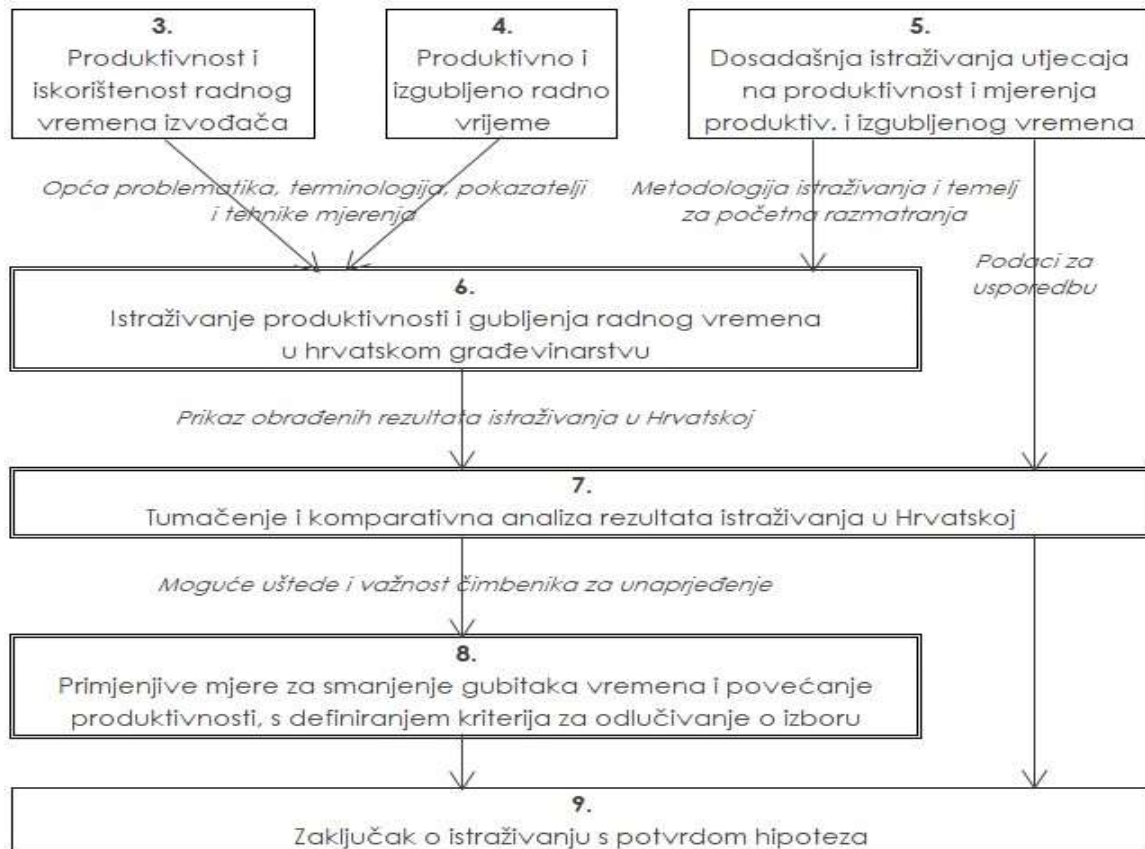 3.
Produktivnost i
iskorištenost radnog
vremena izvođača
4.
Produktivno i
izgubljeno radno
vrijeme
5.
Dosadašnja istraživanja utjecaja
na produktivnost i mjerenja
produktiv. i izgubljenog vremena
Opća problematika, terminologija, pokazatelji
i tehnike mjerenja
Metodologija istraživanja i temelj
za početna razmatranja
Podaci za
usporedbu
6.
Istraživanje produktivnosti i gubljenja radnog vremena
u hrvatskom građevinarstvu
Prikaz obrađenih rezultata istraživanja u Hrvatskoj
7.
Tumačenje i komparativna analiza rezultata istraživanja u Hrvatskoj
Moguće uštede i važnost čimbenika za unaprjeđenje
8.
Primjenjive mjere za smanjenje gubitaka vremena i povećanje
produktivnosti, s definiranjem kriterija za odlučivanje o izboru
9.
Zaključak o istraživanju s potvrdom hipoteza